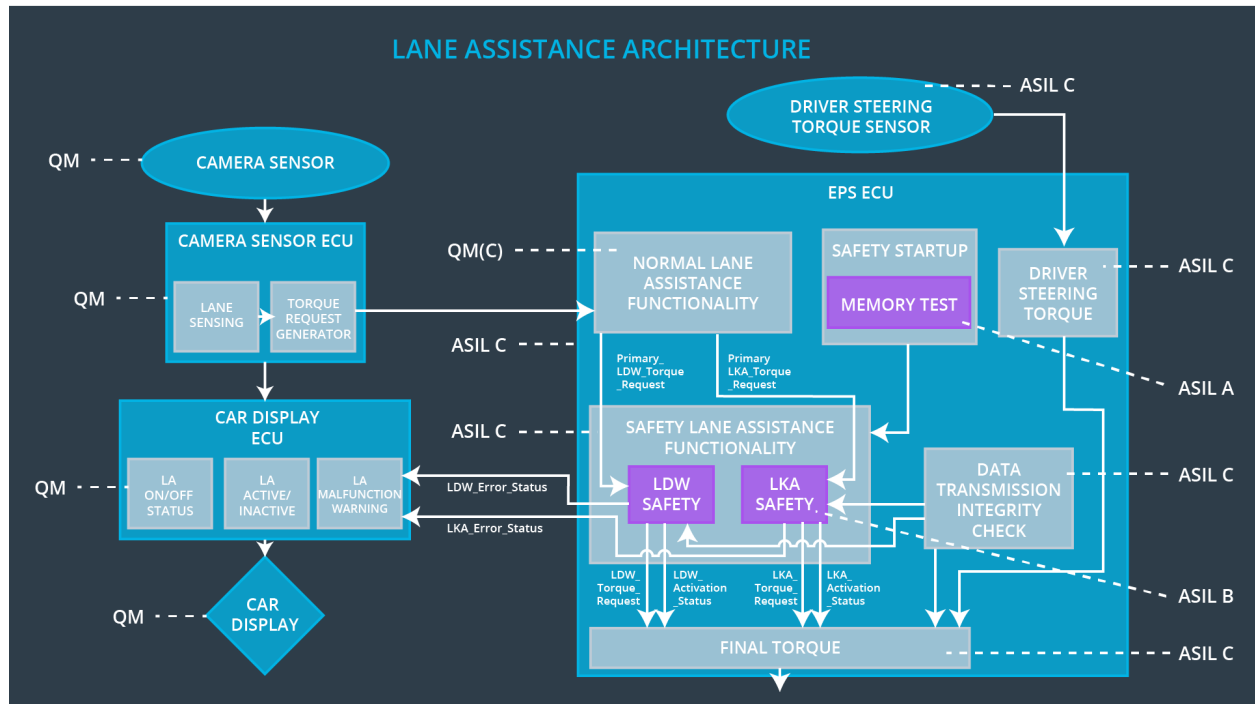 LANE ASSISTANCE ARCHITECTURE
ASIL C
DRIVER STEERING
TORQUE SENSOR
QM
CAMERA SENSOR
EPS ECU
CAMERA SENSOR ECU
QM(C)
NORMAL LANE
ASSISTANCE
FUNCTIONALITY
SAFETY STARTUP
MEMORY TEST
DRIVER
STEERING
TORQUE
ASIL C
QM
LANE
SENSING
TORQUE
REQUEST
GENERATOR
ASIL C
Primary_
LDW_Torque
_Request
Primary
LKA_Torque
_Request
ASIL A
CAR DISPLAY
ECU
ASIL C
SAFETY LANE ASSISTANCE
FUNCTIONALITY
QM
LA
ON/OFF
STATUS
LA
ACTIVE/
INACTIVE
LA
MALFUNCTION
WARNING
LDW_Error_Status
LKA_Error_Status
LDW
SAFETY
LKA
SAFETY
DATA
TRANSMISSION
INTEGRITY
CHECK
ASIL C
LDW_
Torque_
Request
LDW_
Activation
_Status
LKA_
Torque_
Request
LKA_
Activation
_Status
ASIL B
QM
CAR
DISPLAY
FINAL TORQUE
ASIL C